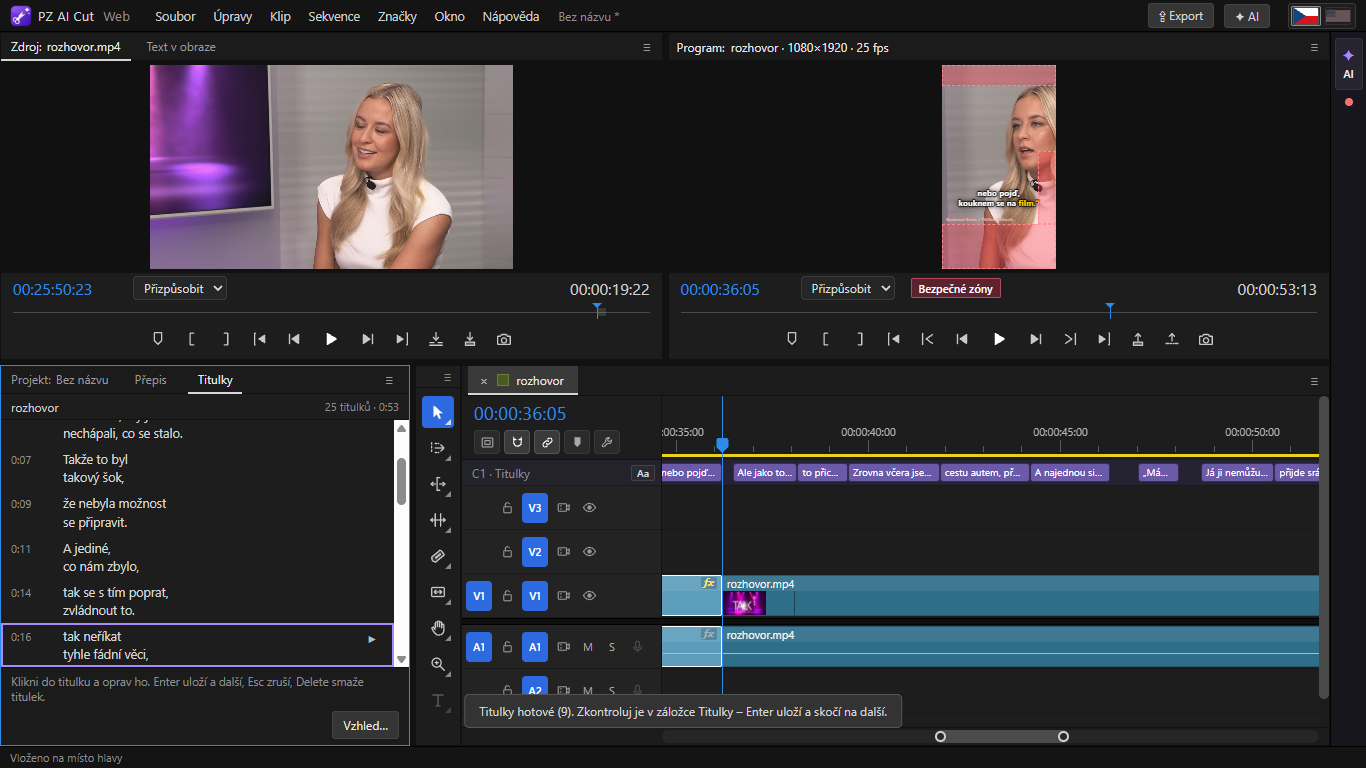 PZ AI Cut Web Soubor Úpravy Klip Sekvence Značky Okno Nápověda Bez názvu * Export AI
Zdroj: rozhovor.mp4 Text v obraze
Program: rozhovor · 1080×1920 · 25 fps
AI
nebo pojď,
kouknem se na film."
00:25:50:23 Přizpůsobit 00:00:19:22
00:00:36:05 Přizpůsobit Bezpečné zóny 00:00:53:13
Projekt: Bez názvu Přepis Titulky
rozhovor 25 titulků · 0:53
nechápali, co se stalo.
0:07 Takže to byl
takový šok,
0:09 že nebyla možnost
se připravit.
0:11 A jediné,
co nám zbylo,
0:14 tak se s tím poprat,
zvládnout to.
0:16 tak neříkat
tyhle fádní věci,
Klikni do titulku a oprav ho. Enter uloží a další, Esc zruší, Delete smaže
titulek.
Vzhled...
× rozhovor
00:00:36:05
:00:35:00 00:00:40:00 00:00:45:00 00:00:50:00
C1 · Titulky Aa
nebo pojď... Ale jako to... to přic... Zrovna včera jse... cestu autem, př... A najednou si... „Má... Já ji nemůžu... přijde srá
V3
V2
V1 V1 fx rozhovor.mp4
TALK
A1 A1 M S fx rozhovor.mp4
A2 M S
Titulky hotové (9). Zkontroluj je v záložce Titulky – Enter uloží a skočí na další.
Vloženo na místo hlavy